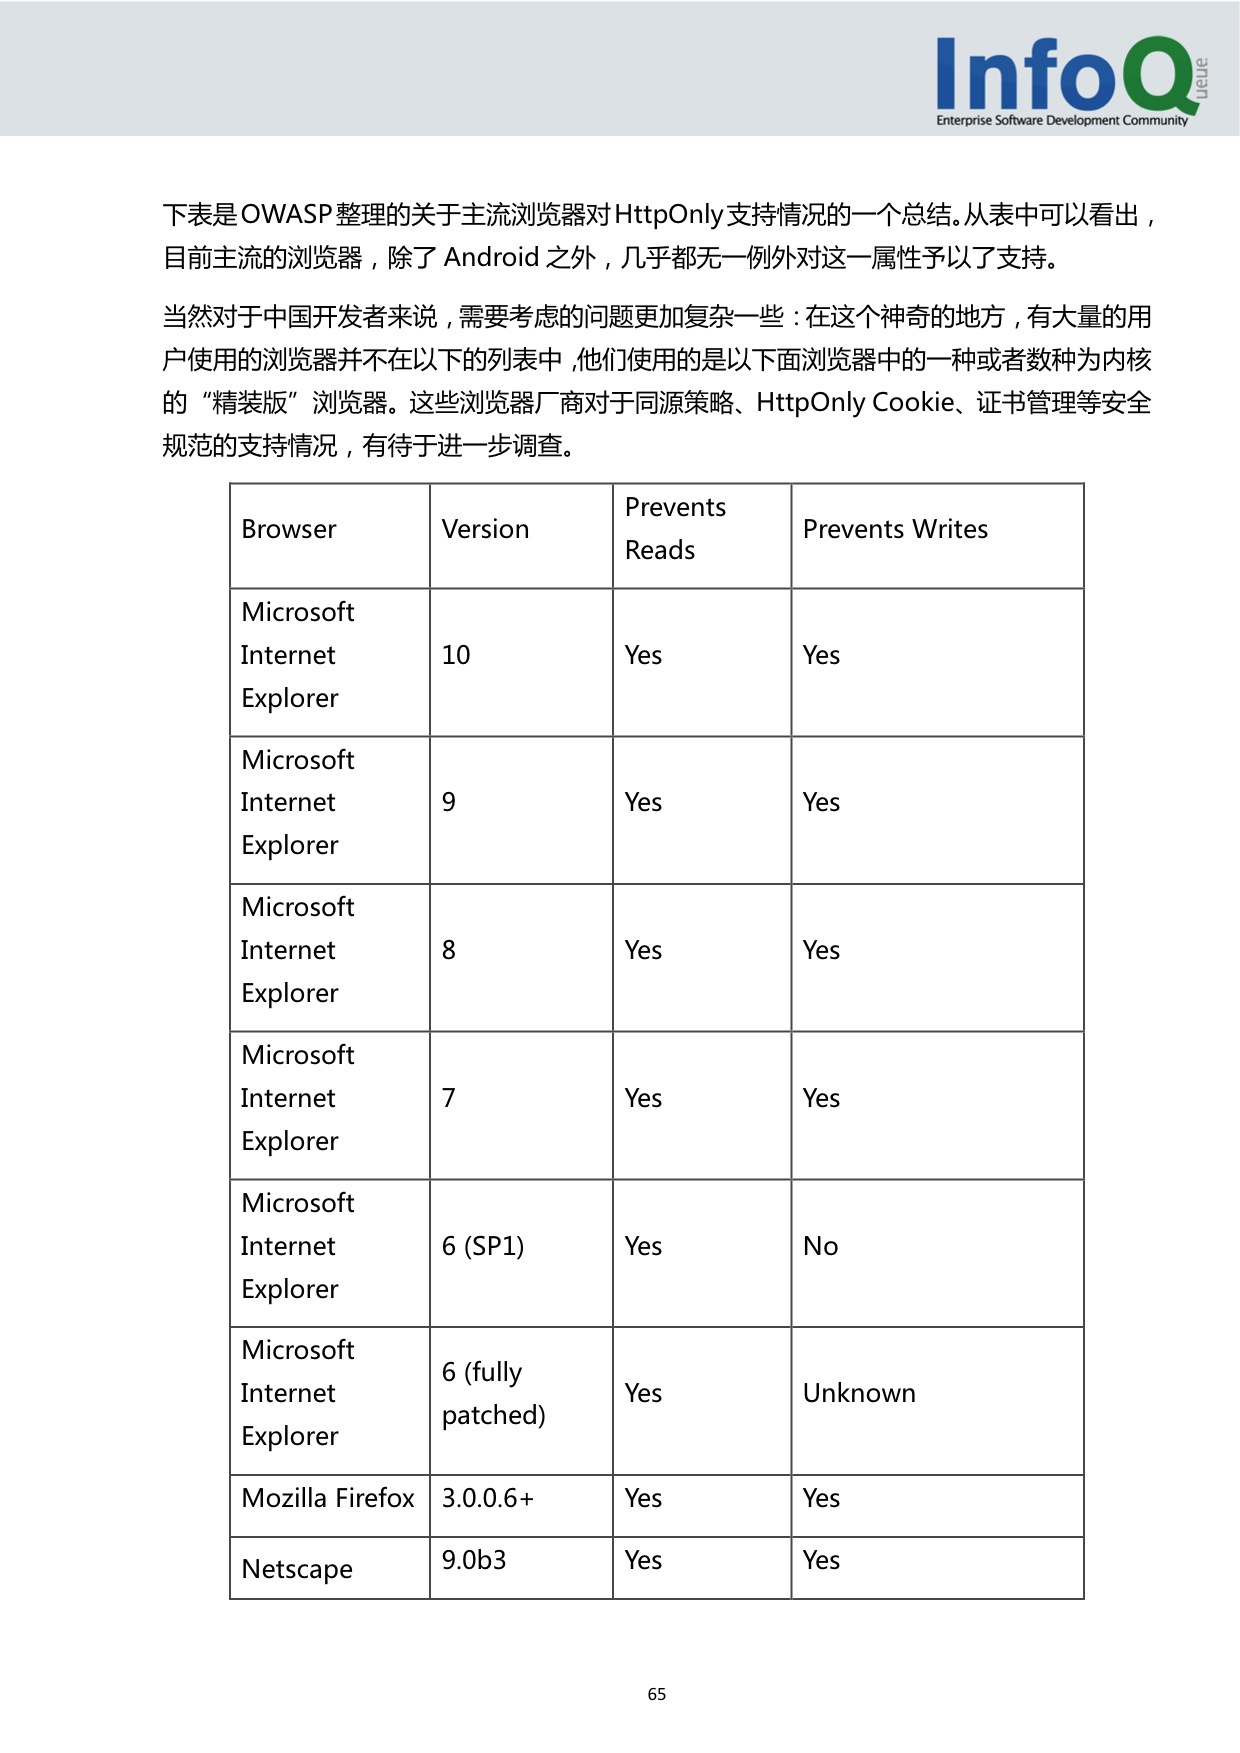 InfoQueue
Enterprise Software Development Community
下表是OWASP整理的关于主流浏览器对HttpOnly支持情况的一个总结。从表中可以看出，
目前主流的浏览器，除了 Android 之外，几乎都无一例外对这一属性予以了支持。
当然对于中国开发者来说，需要考虑的问题更加复杂一些：在这个神奇的地方，有大量的用
户使用的浏览器并不在以下的列表中，他们使用的是以下面浏览器中的一种或者数种为内核
的“精装版”浏览器。这些浏览器厂商对于同源策略、HttpOnly Cookie、证书管理等安全
规范的支持情况，有待于进一步调查。
Browser
Version
Prevents
Reads
Prevents Writes
Microsoft
Internet
Explorer
10
Yes
Yes
Microsoft
Internet
Explorer
9
Yes
Yes
Microsoft
Internet
Explorer
8
Yes
Yes
Microsoft
Internet
Explorer
7
Yes
Yes
Microsoft
Internet
Explorer
6 (SP1)
Yes
No
Microsoft
Internet
Explorer
6 (fully
patched)
Yes
Unknown
Mozilla Firefox
3.0.0.6+
Yes
Yes
Netscape
9.0b3
Yes
Yes
65